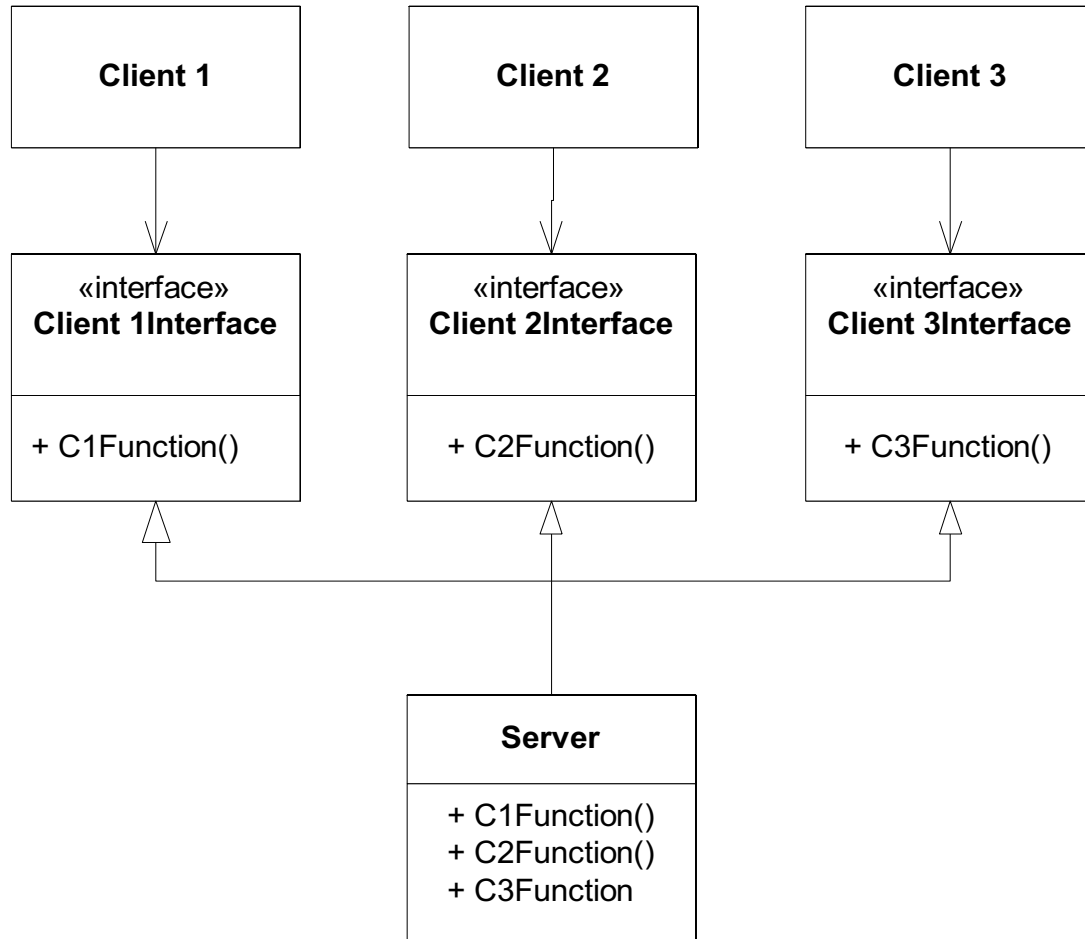 Client 1
Client 2
Client 3
«interface»
Client 1Interface
+ C1Function()
«interface»
Client 2Interface
+ C2Function()
«interface»
Client 3Interface
+ C3Function()
Server
+ C1Function()
+ C2Function()
+ C3Function